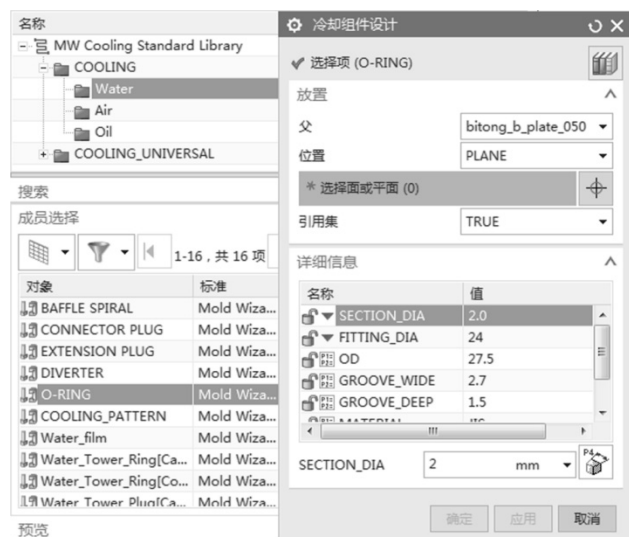 名称
MW Cooling Standard Library
COOLING
Water
Air
Oil
COOLING_UNIVERSAL
搜索
成员选择
1-16 , 共 16 项
对象 标准
BAFFLE SPIRAL Mold Wiza...
CONNECTOR PLUG Mold Wiza...
EXTENSION PLUG Mold Wiza...
DIVERTER Mold Wiza...
O-RING Mold Wiza...
COOLING_PATTERN Mold Wiza...
Water_film Mold Wiza...
Water_Tower_Ring[Ca... Mold Wiza...
Water_Tower_Ring[Co... Mold Wiza...
Water Tower Plug[Ca... Mold Wiza...
预览
冷却组件设计
选择项 (O-RING)
放置
父 bitong_b_plate_050
位置 PLANE
* 选择面或平面 (0)
引用集 TRUE
详细信息
名称 值
SECTION_DIA 2.0
FITTING_DIA 24
OD 27.5
GROOVE_WIDE 2.7
GROOVE_DEEP 1.5
MATERIAL JIS
SECTION_DIA 2 mm
确定 应用 取消